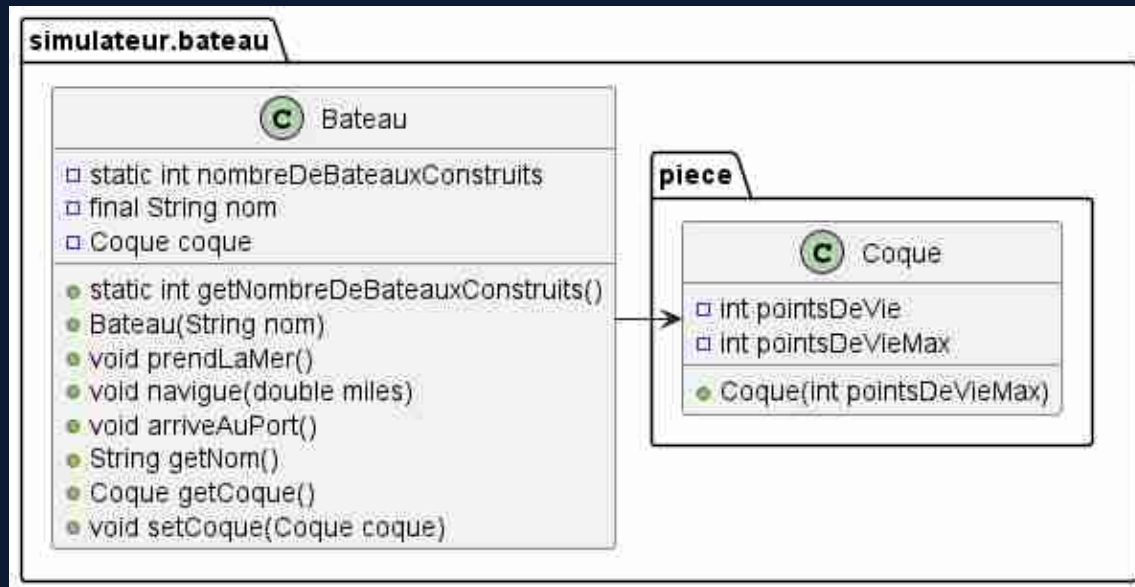 simulateur.bateau
C Bateau
static int nombreDeBateauxConstruits
final String nom
Coque coque
static int getNombreDeBateauxConstruits()
Bateau(String nom)
void prendLaMer()
void navigue(double miles)
void arriveAuPort()
String getNom()
Coque getCoque()
void setCoque(Coque coque)
piece
C Coque
int pointsDeVie
int pointsDeVieMax
Coque(int pointsDeVieMax)